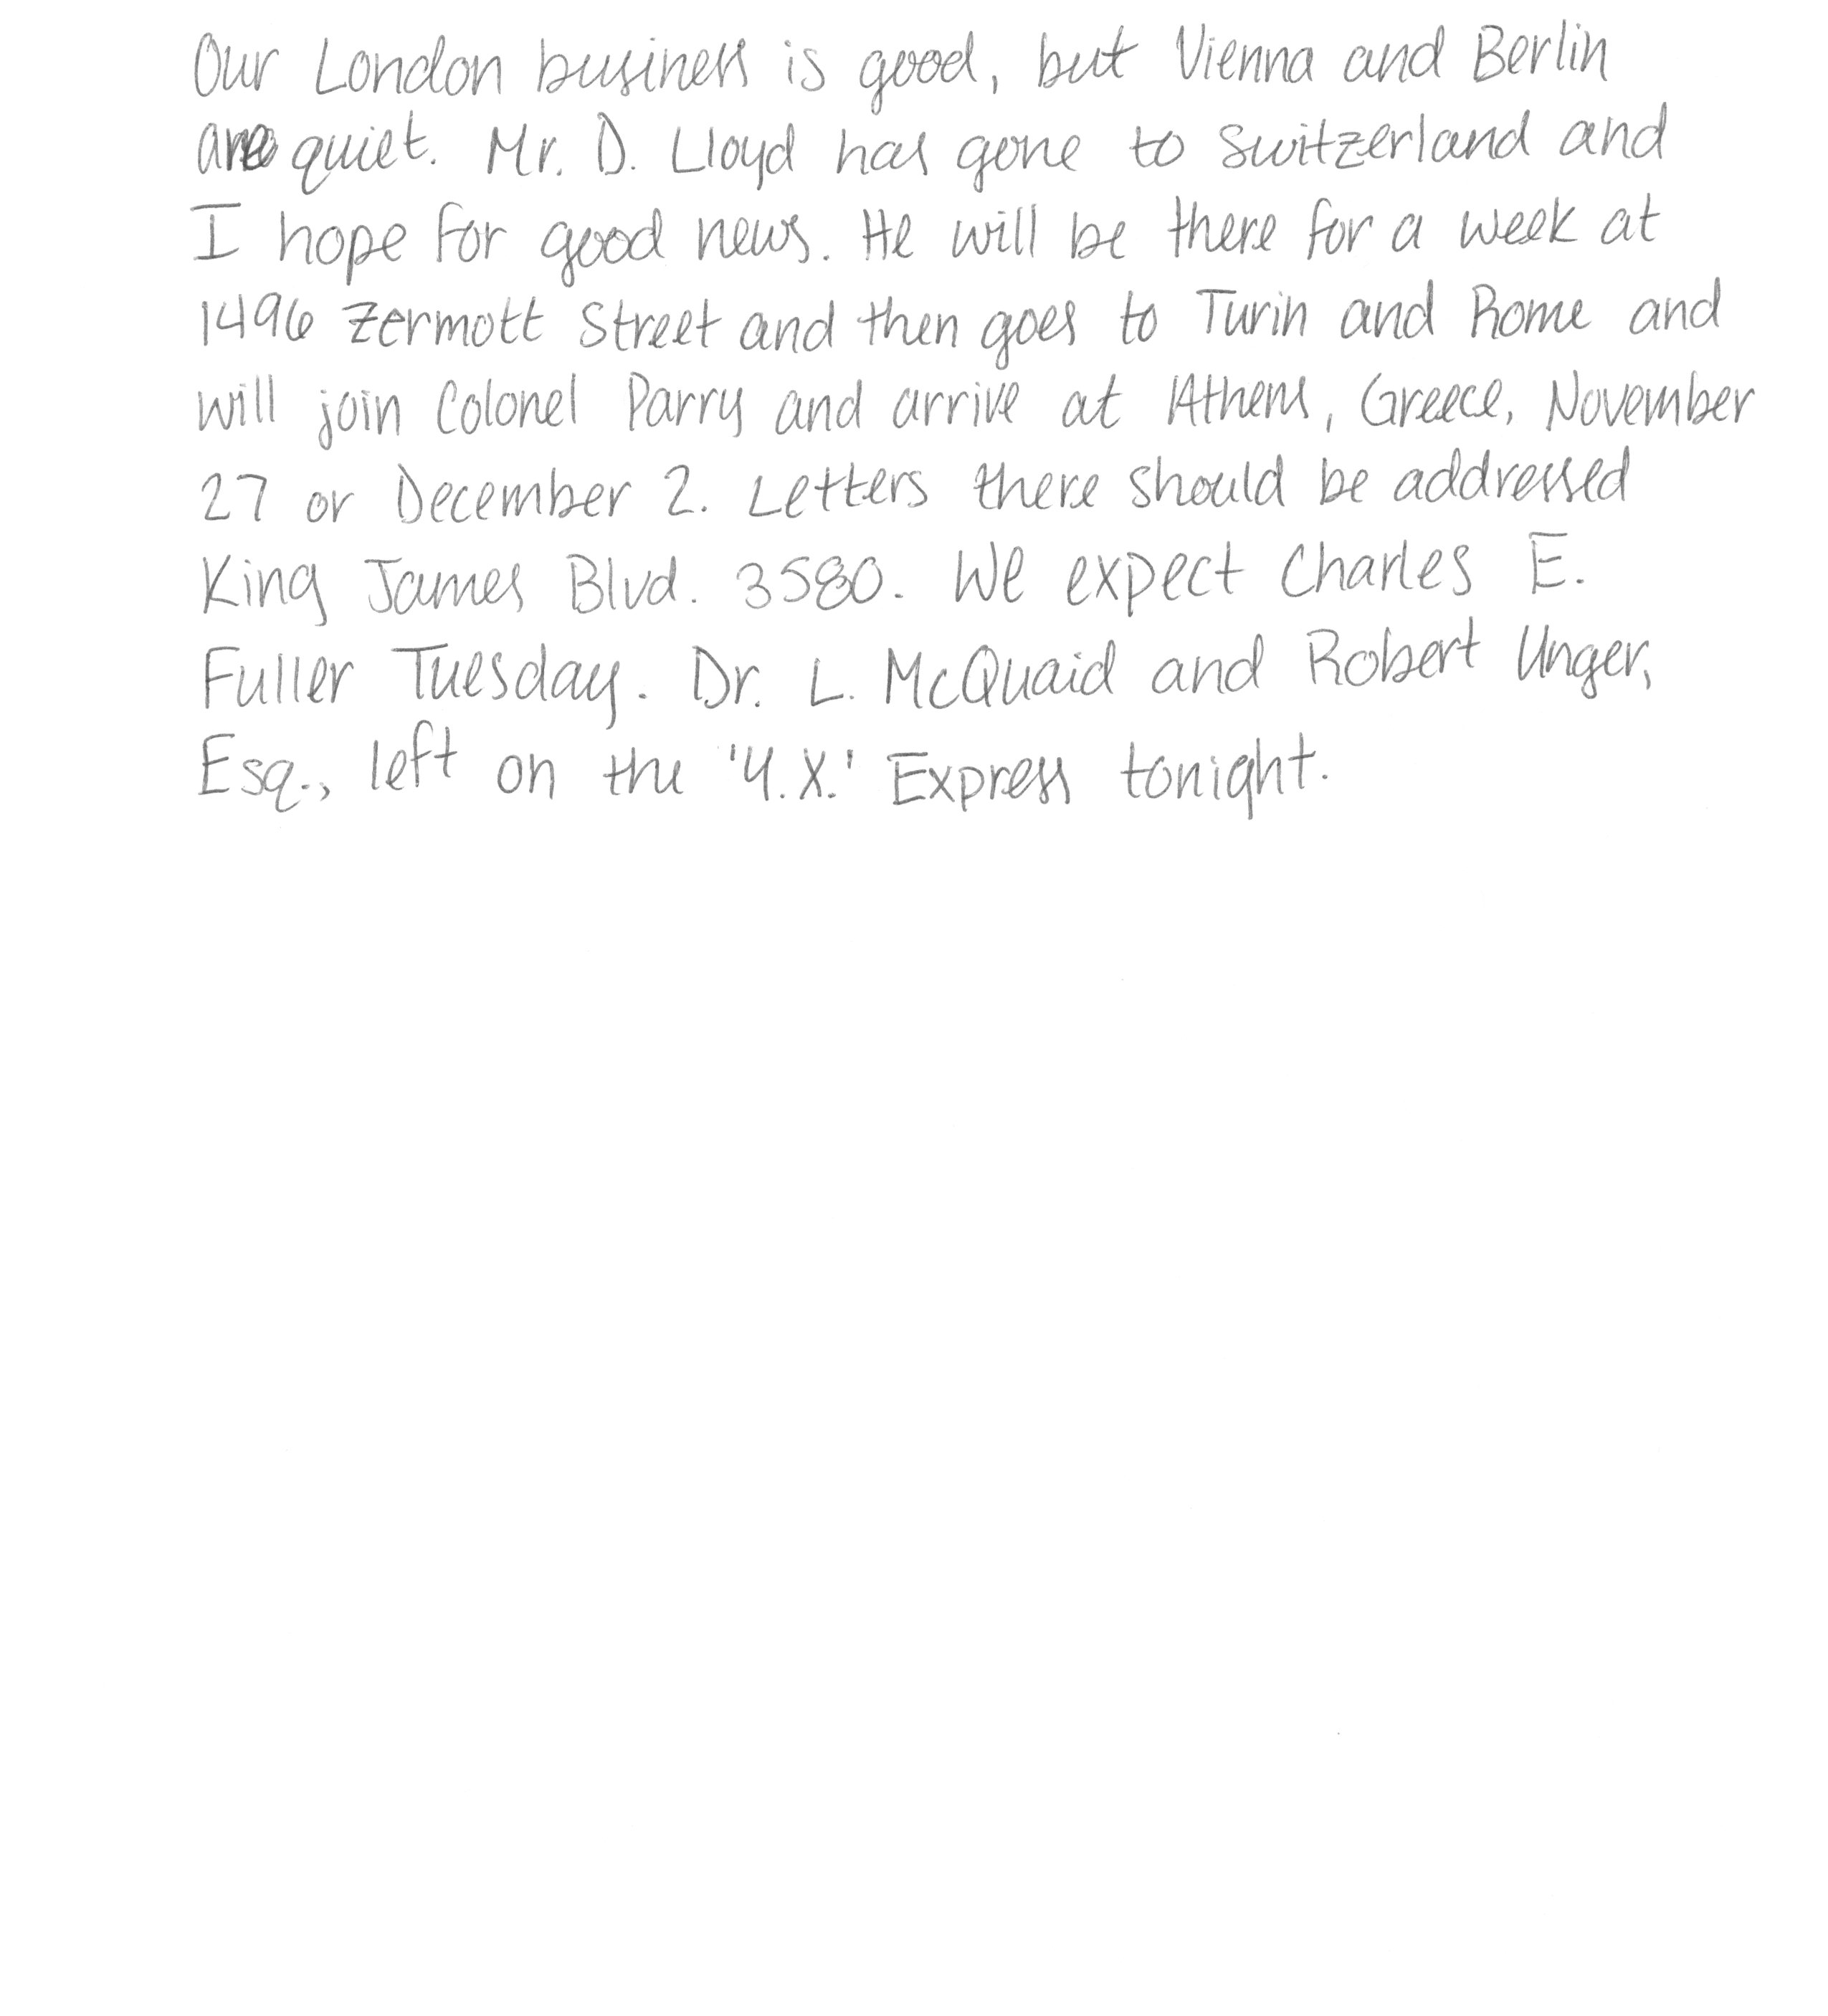 Our London business is good, but Vienna and Berlin
are quiet. Mr. D. Lloyd has gone to Switzerland and
I hope for good news. He will be there for a week at
1496 Zermott Street and then goes to Turin and Rome and
will join Colonel Parry and arrive at Athens, Greece, November
27 or December 2. Letters there should be addressed
King James Blvd. 3580. We expect Charles E.
Fuller Tuesday. Dr. L. McQuaid and Robert Unger,
Esq., left on the 'Y.X.' Express tonight.